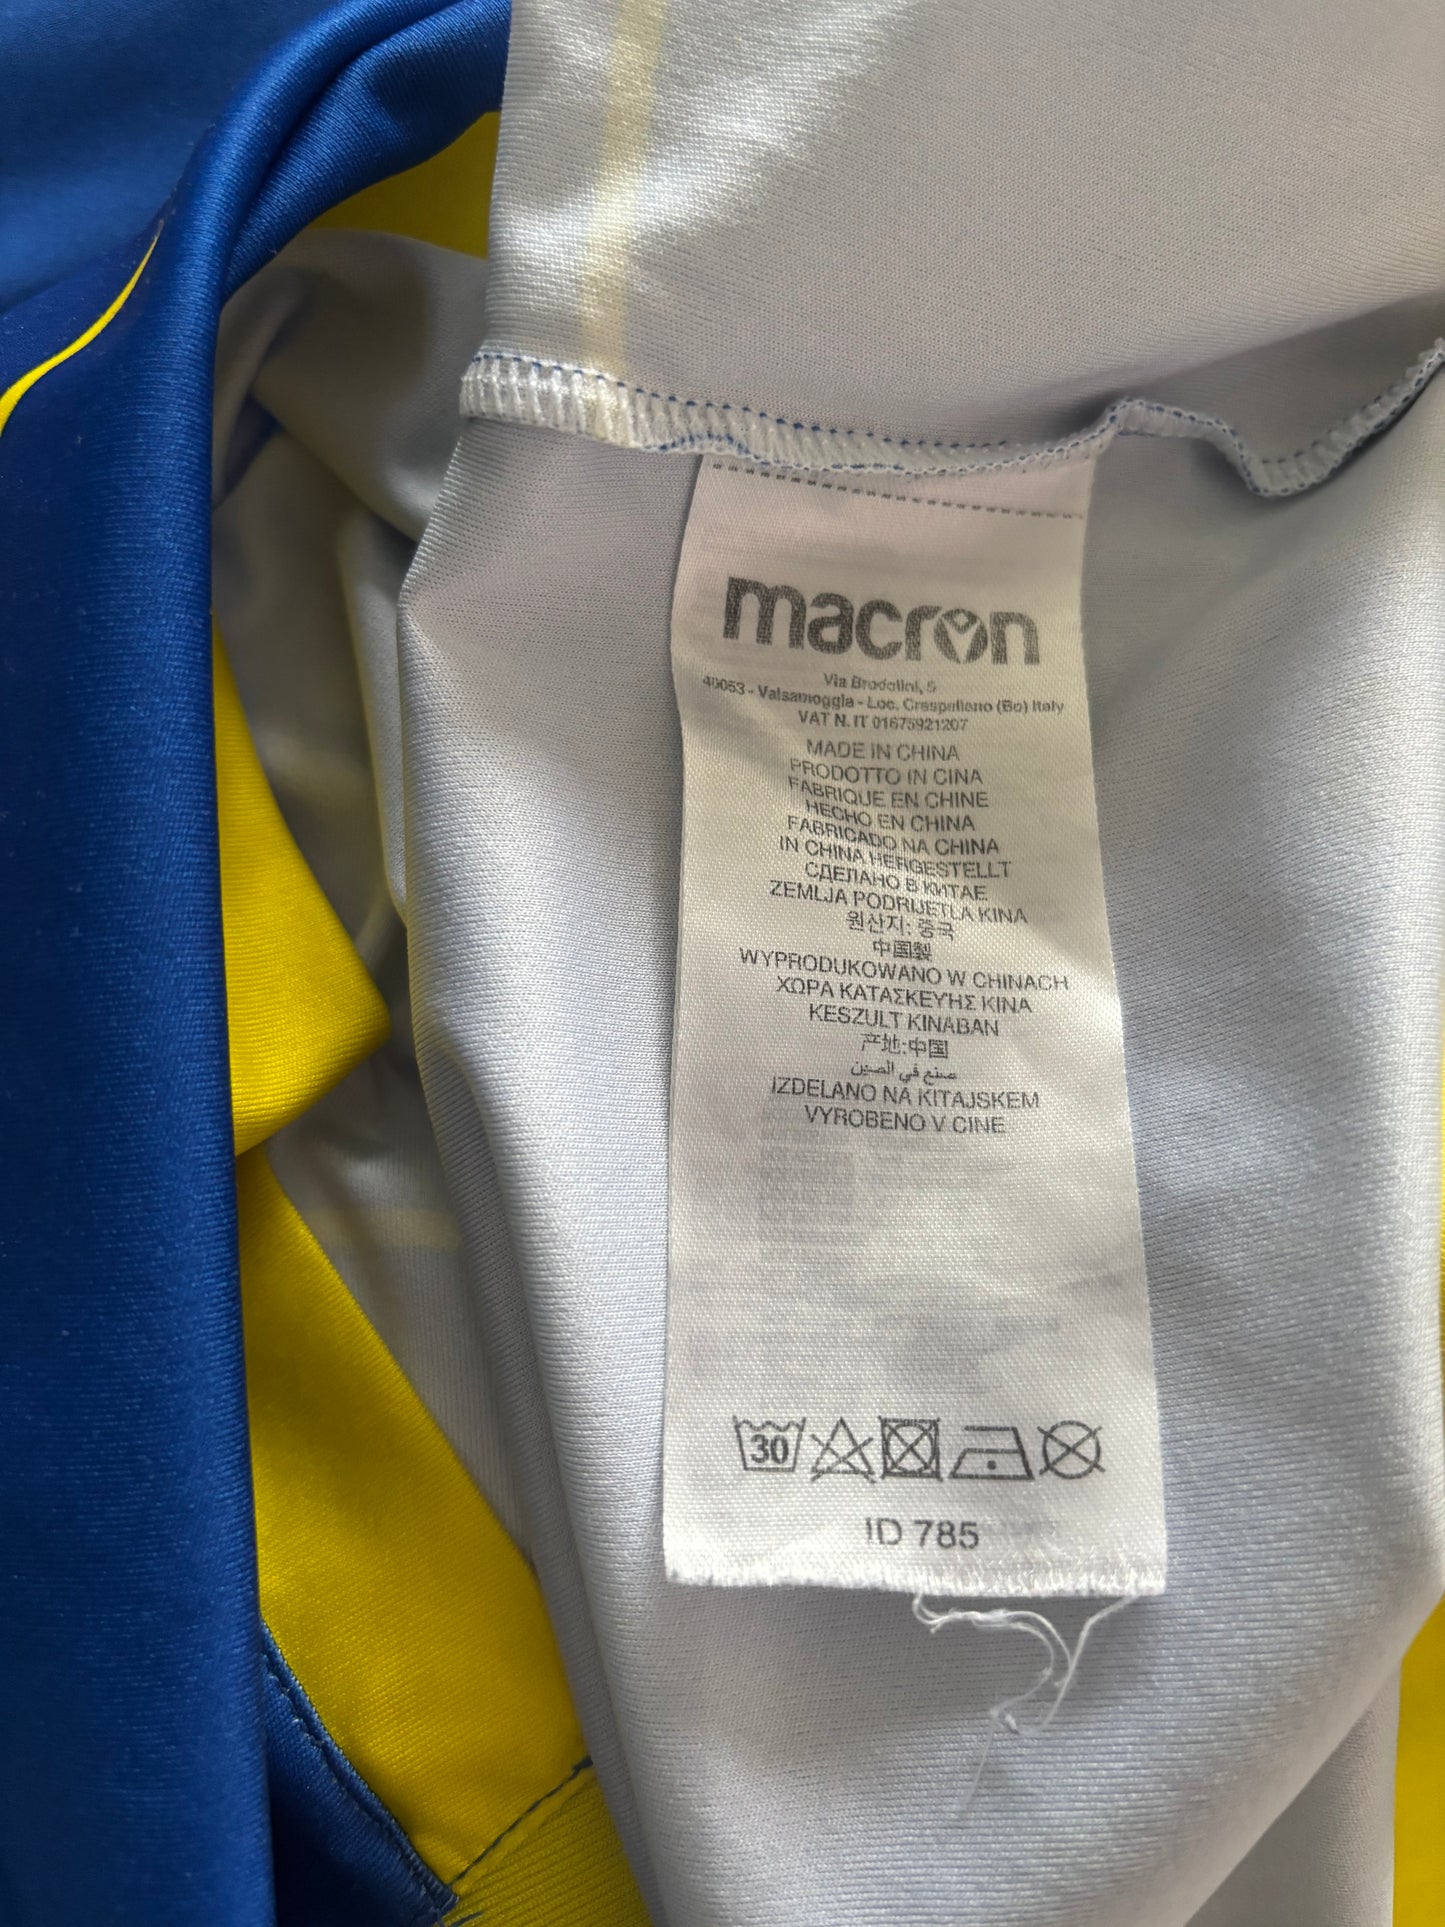 macron
Via Brodolini, 5
40053 - Valsamoggia - Loc. Crespellano (Bo) Italy
VAT N. IT 01675921207
MADE IN CHINA
PRODOTTO IN CINA
FABRIQUE EN CHINE
HECHO EN CHINA
FABRICADO NA CHINA
IN CHINA HERGESTELLT
СДЕЛАНО В КИТАЕ
ZEMLJA PODRIJETLA KINA
원산지: 중국
中国製
WYPRODUKOWANO W CHINACH
ΧΩΡΑ ΚΑΤΑΣΚΕΥΗΣ ΚΙΝΑ
KESZULT KINABAN
产地:中国
صنع في الصين
IZDELANO NA KITAJSKEM
VYROBENO V CINE
30
ID 785